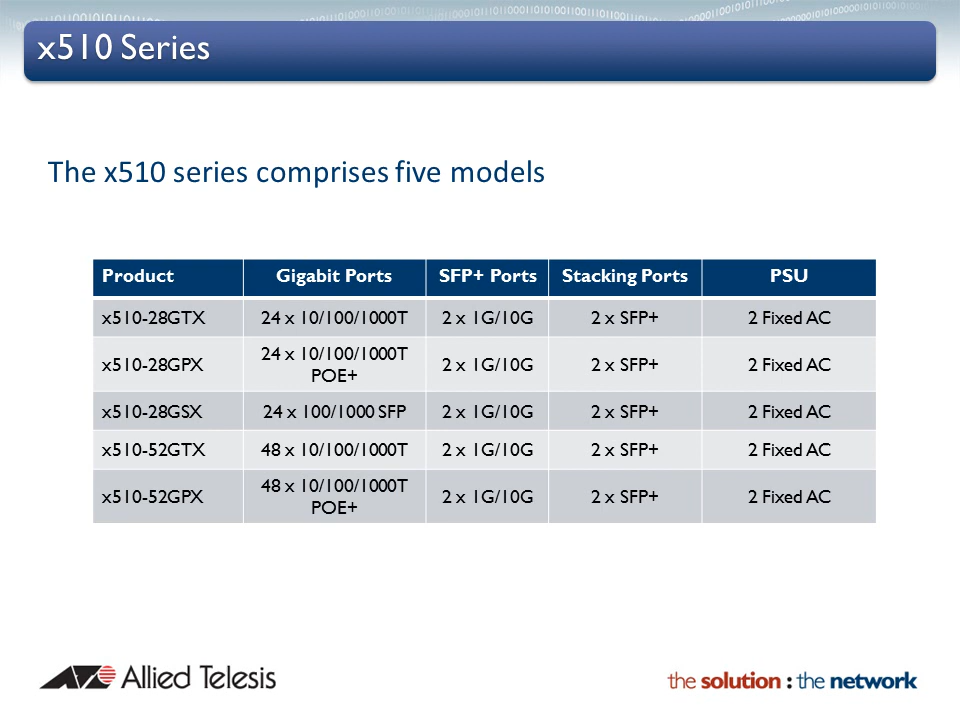 x510 Series
The x510 series comprises five models
Product Gigabit Ports SFP+ Ports Stacking Ports PSU
x510-28GTX 24 x 10/100/1000T 2 x 1G/10G 2 x SFP+ 2 Fixed AC
x510-28GPX 24 x 10/100/1000T POE+ 2 x 1G/10G 2 x SFP+ 2 Fixed AC
x510-28GSX 24 x 100/1000 SFP 2 x 1G/10G 2 x SFP+ 2 Fixed AC
x510-52GTX 48 x 10/100/1000T 2 x 1G/10G 2 x SFP+ 2 Fixed AC
x510-52GPX 48 x 10/100/1000T POE+ 2 x 1G/10G 2 x SFP+ 2 Fixed AC
Allied Telesis
the solution : the network